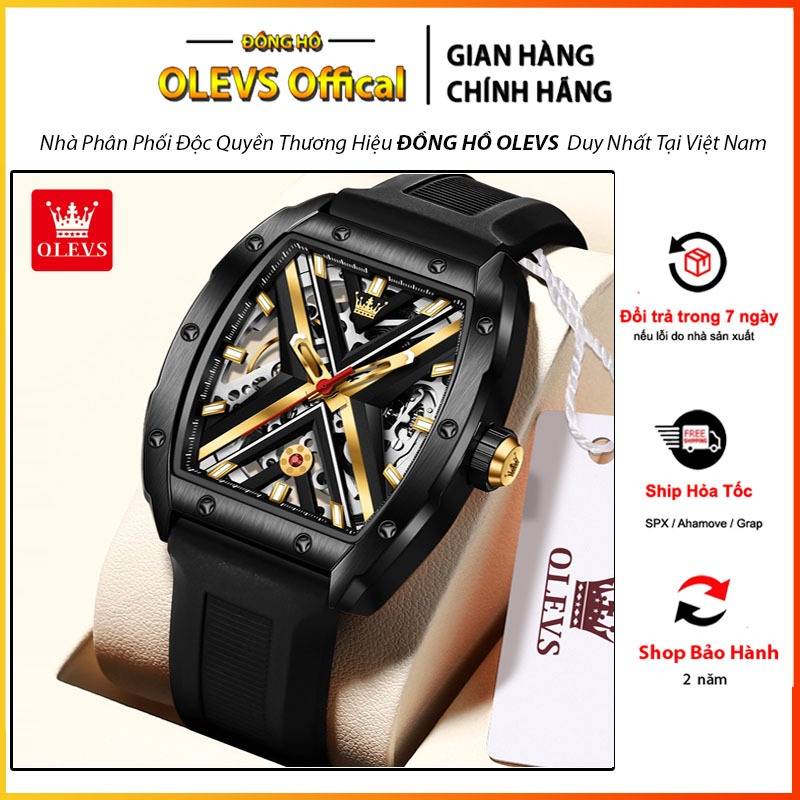 ĐỒNG HỒ
OLEVS Offical
GIAN HÀNG
CHÍNH HÃNG
Nhà Phân Phối Độc Quyền Thương Hiệu ĐỒNG HỒ OLEVS Duy Nhất Tại Việt Nam
OLEVS
Đổi trả trong 7 ngày
nếu lỗi do nhà sản xuất
FREE
SHIPPING
Ship Hỏa Tốc
SPX / Ahamove / Grap
OLEVS
Shop Bảo Hành
2 năm